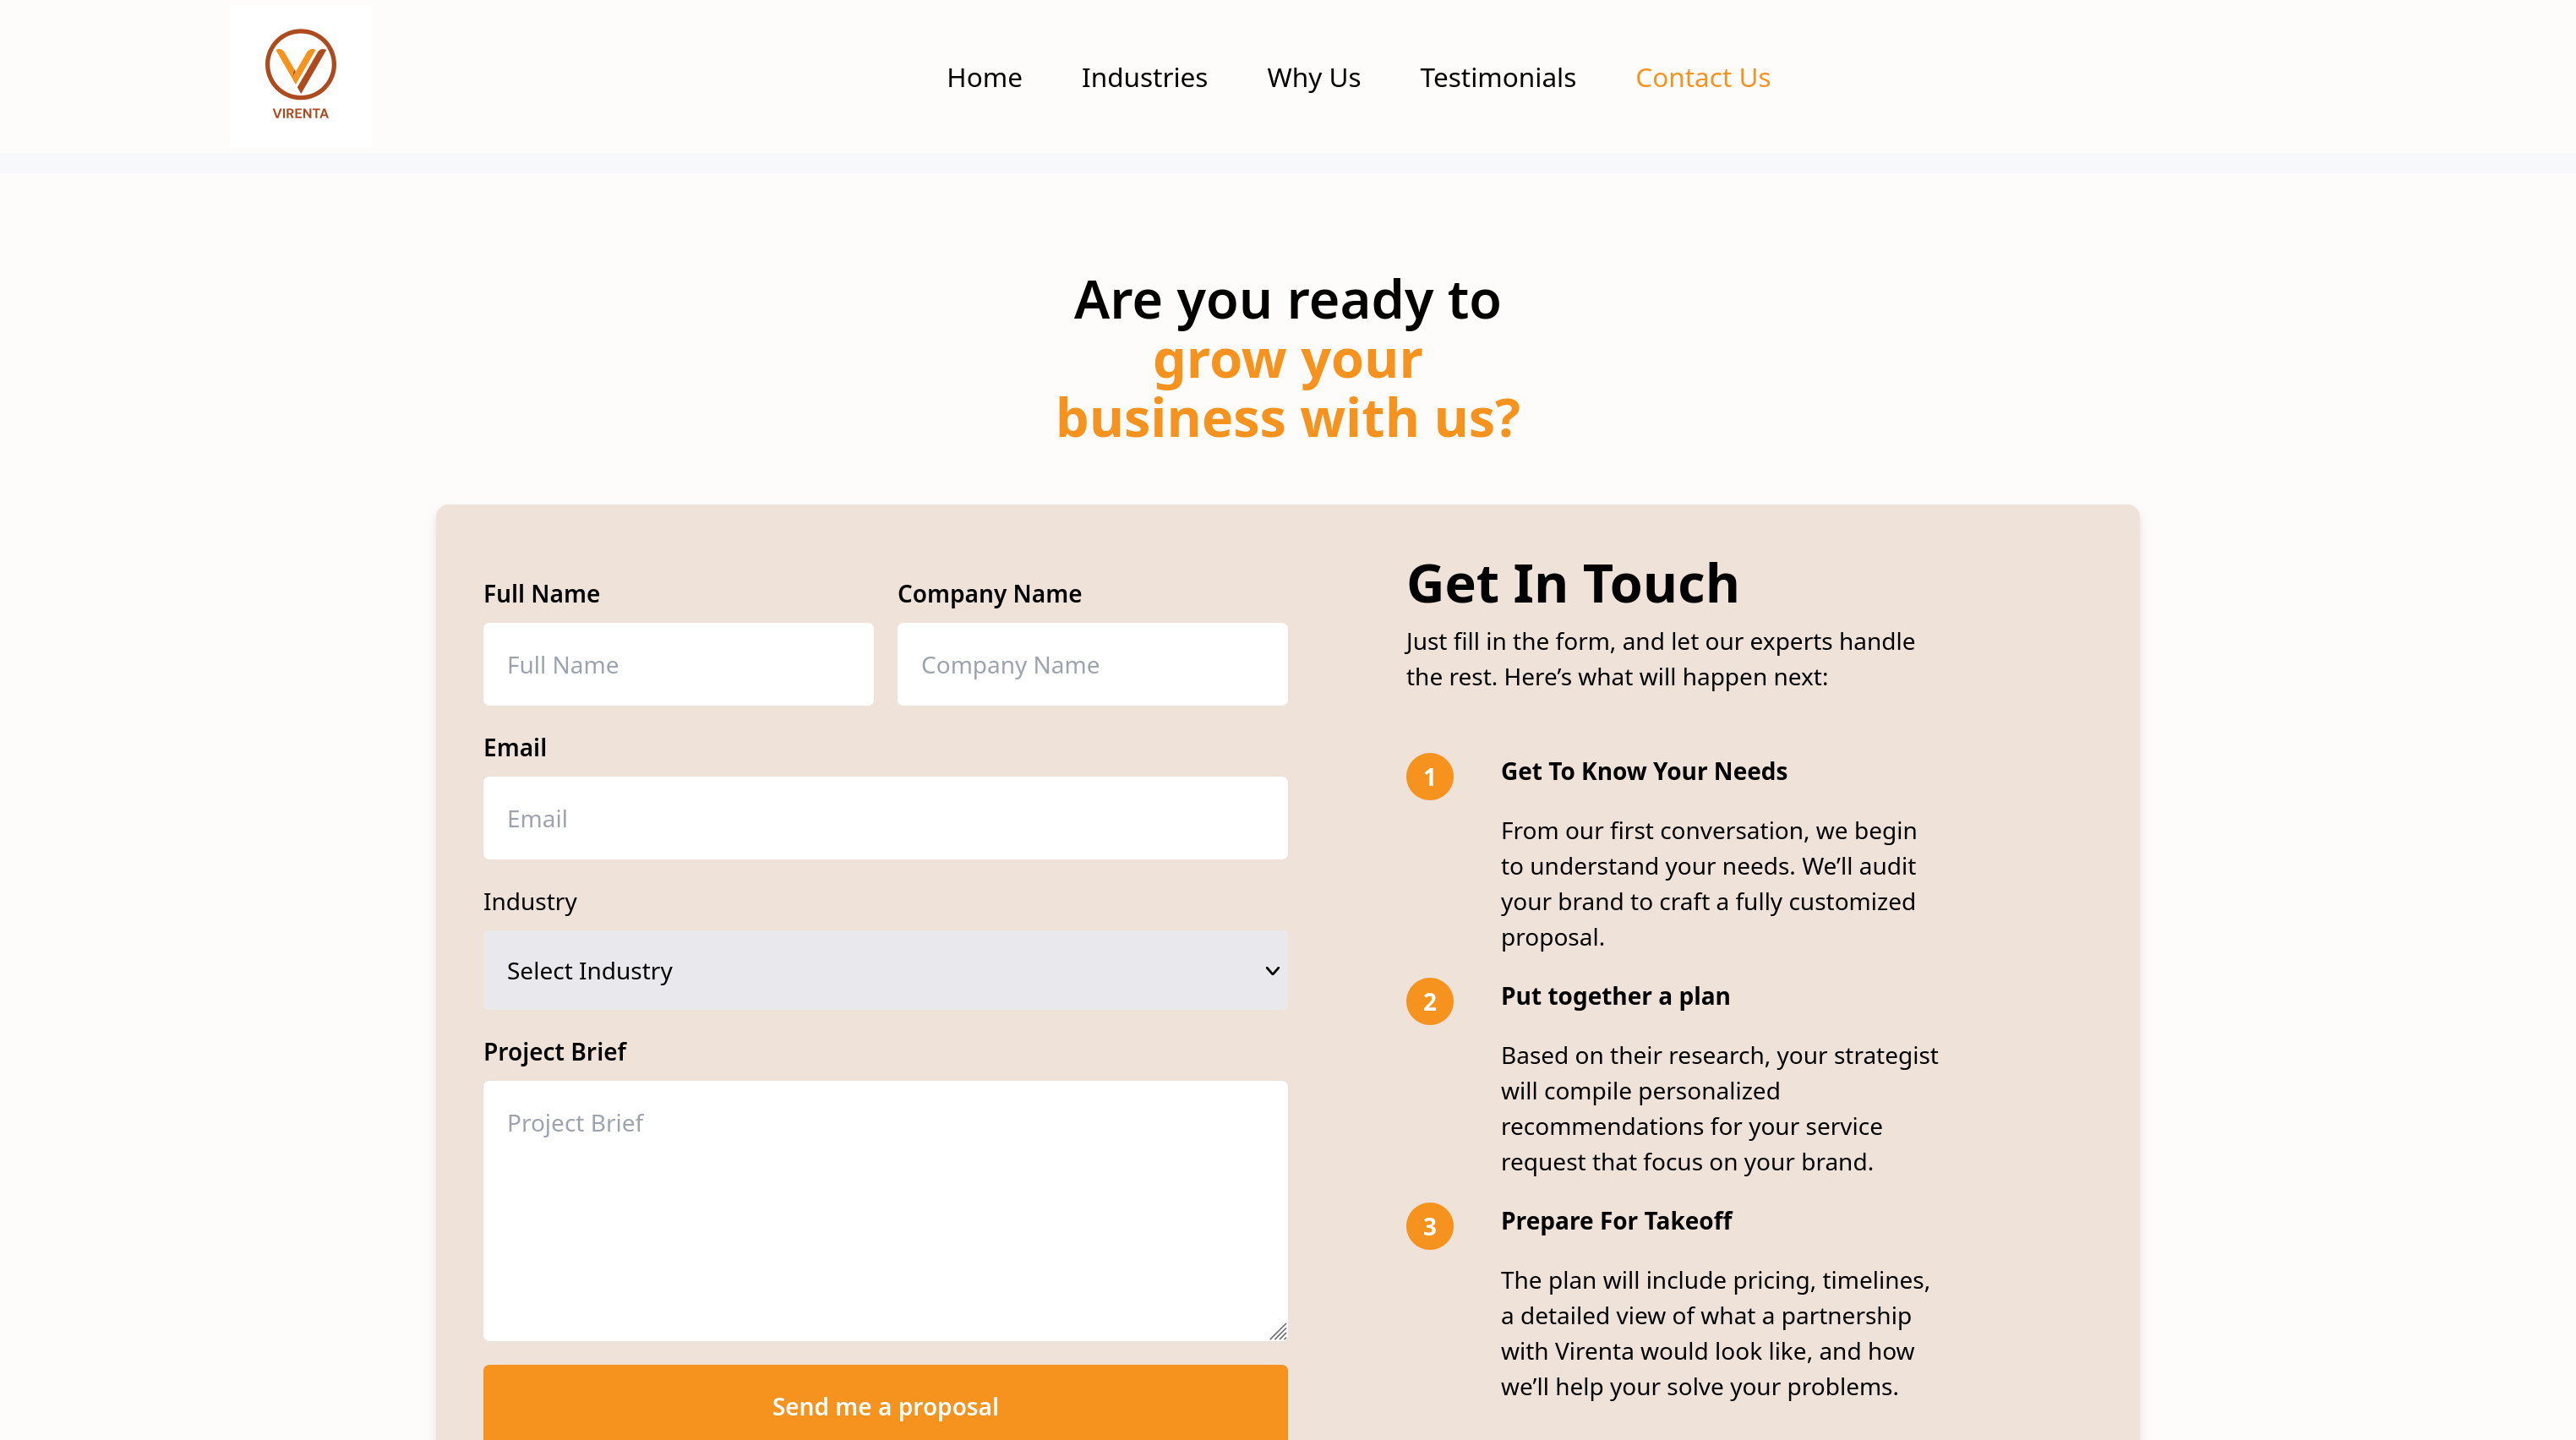 VIRENTA
Home
Industries
Why Us
Testimonials
Contact Us
Are you ready to
grow your
business with us?
Full Name
Company Name
Full Name
Company Name
Email
Email
Industry
Select Industry
Project Brief
Project Brief
Send me a proposal
Get In Touch
Just fill in the form, and let our experts handle
the rest. Here’s what will happen next:
1
Get To Know Your Needs
From our first conversation, we begin
to understand your needs. We’ll audit
your brand to craft a fully customized
proposal.
2
Put together a plan
Based on their research, your strategist
will compile personalized
recommendations for your service
request that focus on your brand.
3
Prepare For Takeoff
The plan will include pricing, timelines,
a detailed view of what a partnership
with Virenta would look like, and how
we’ll help your solve your problems.